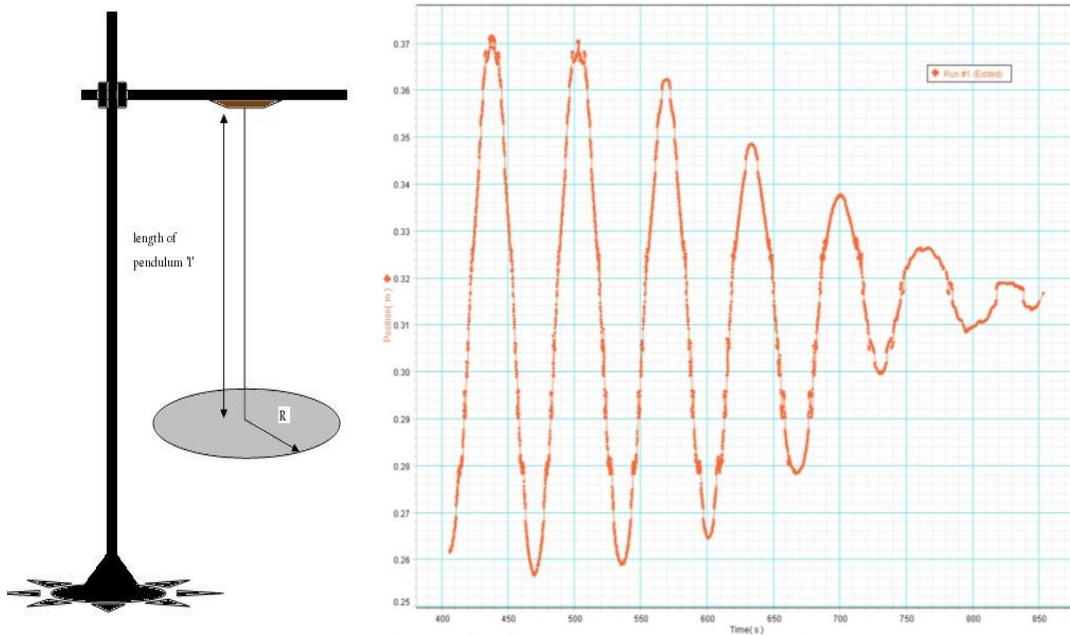 length of
pendulum 'l'
R
Run #1 (Edited)
Position( m )
0.37
0.36
0.35
0.34
0.33
0.32
0.31
0.30
0.29
0.28
0.27
0.26
0.25
400 450 500 550 600 650 700 750 800 850
Time( s )